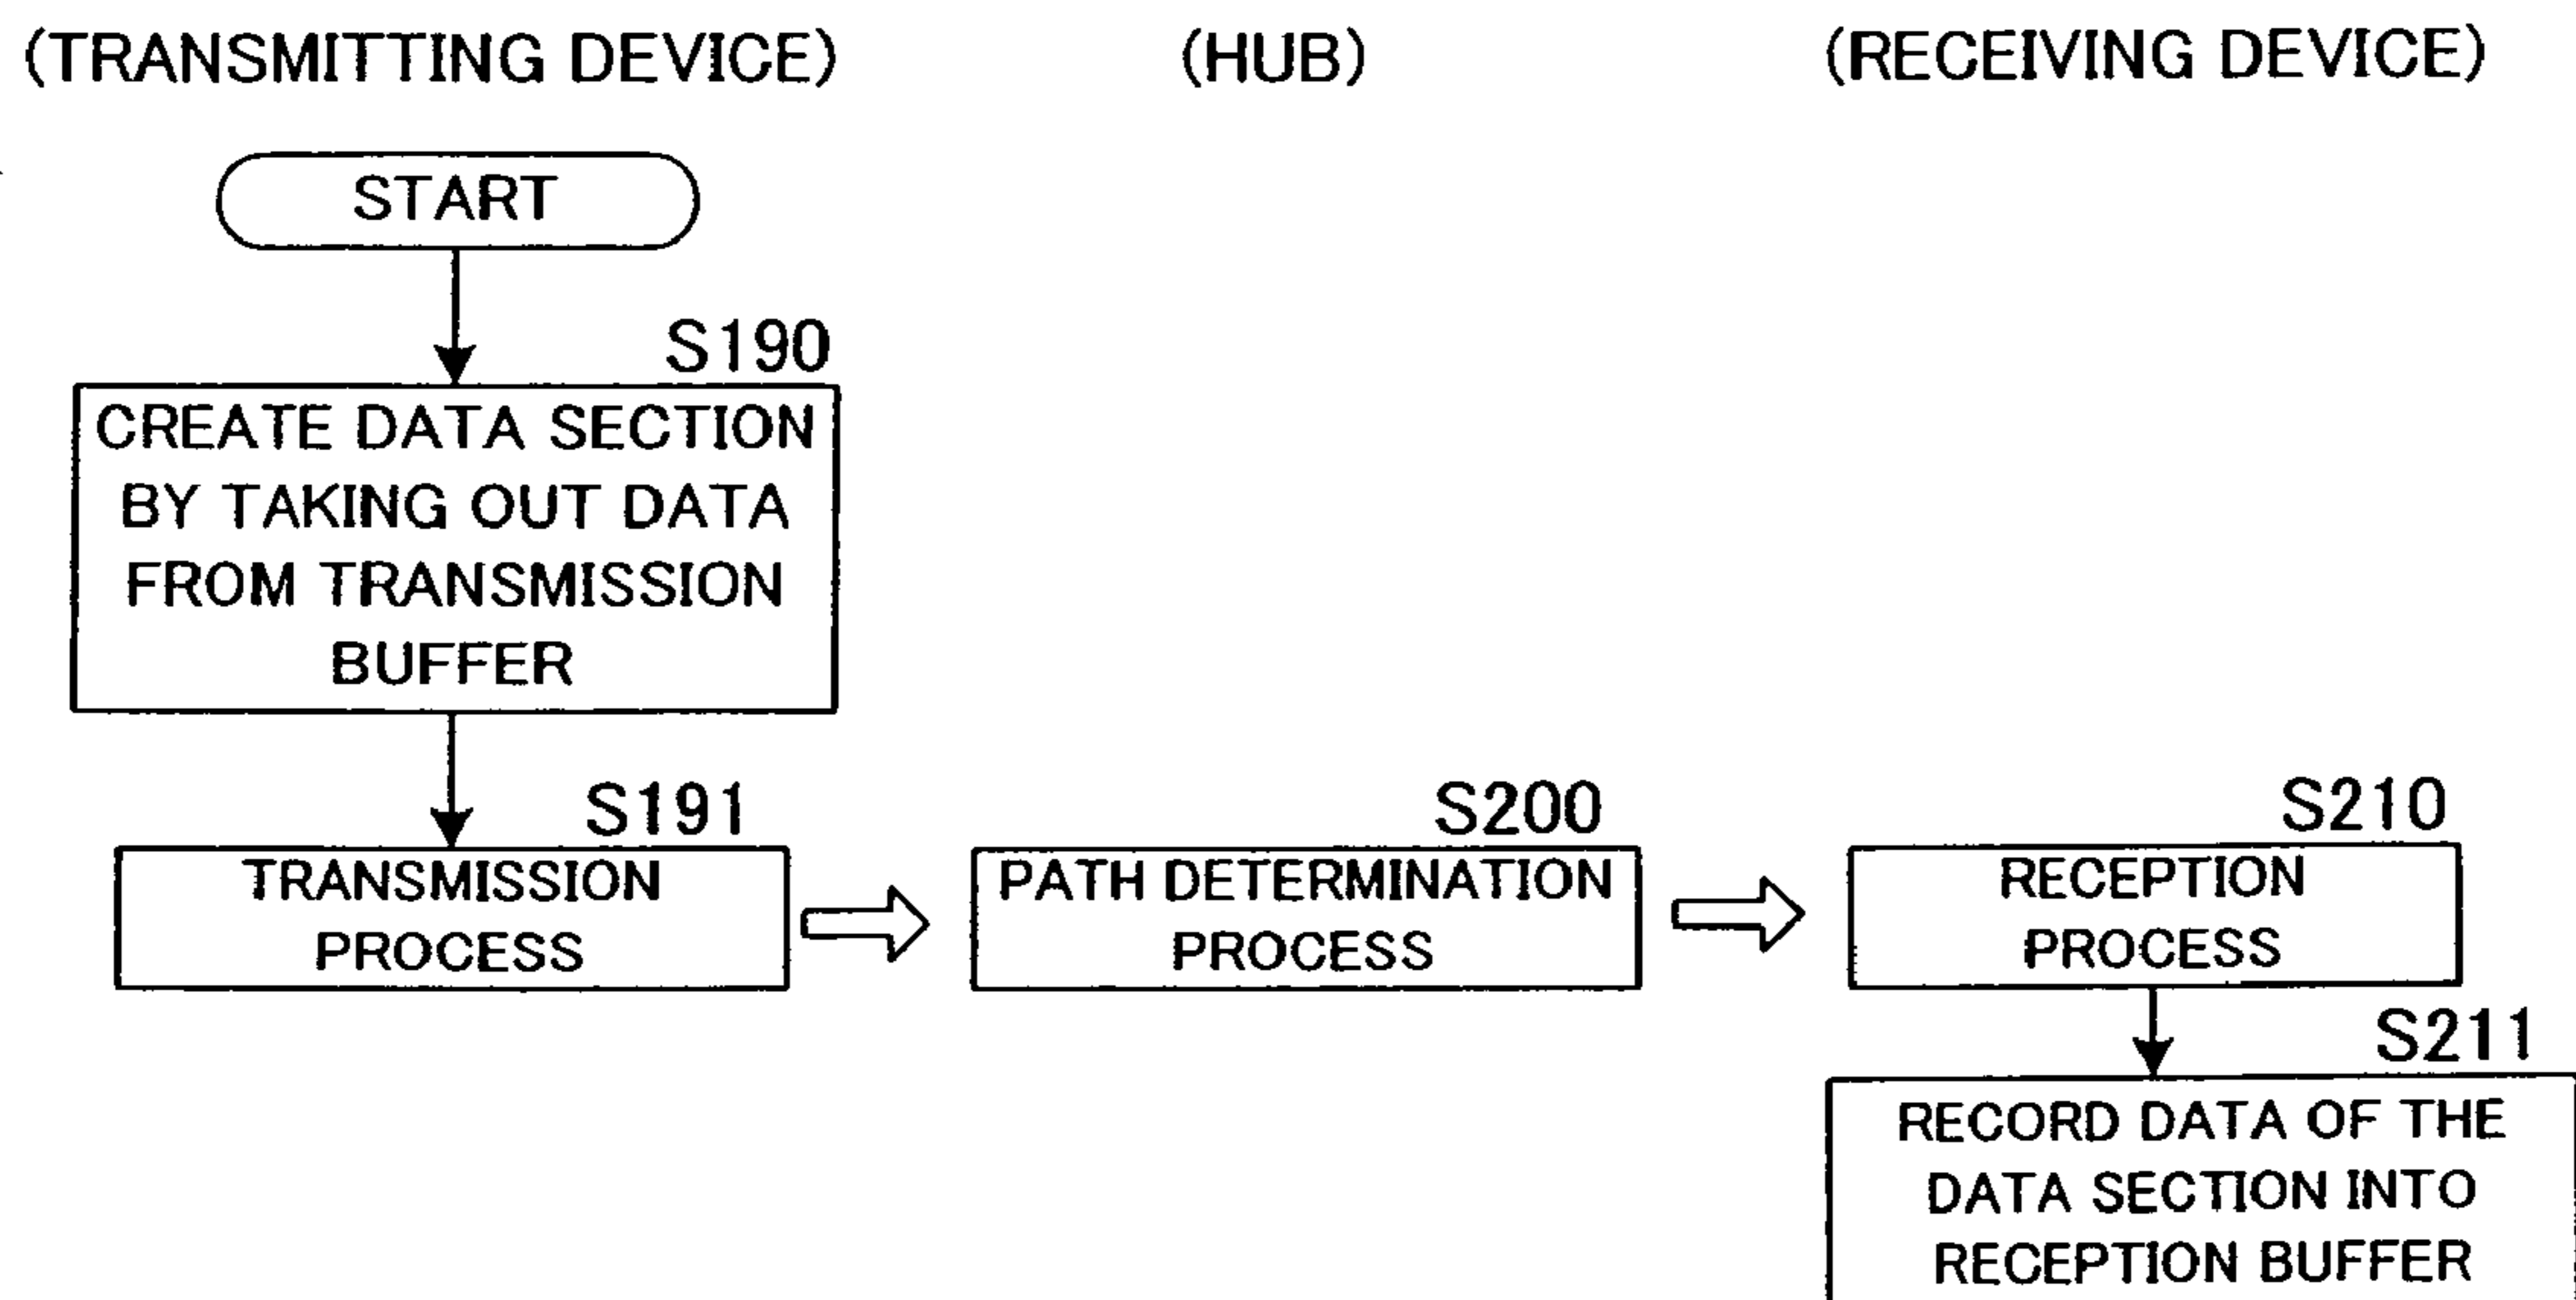 (TRANSMITTING DEVICE)
(HUB)
(RECEIVING DEVICE)
START
S190
CREATE DATA SECTION
BY TAKING OUT DATA
FROM TRANSMISSION
BUFFER
S191
TRANSMISSION
PROCESS
S200
PATH DETERMINATION
PROCESS
S210
RECEPTION
PROCESS
S211
RECORD DATA OF THE
DATA SECTION INTO
RECEPTION BUFFER